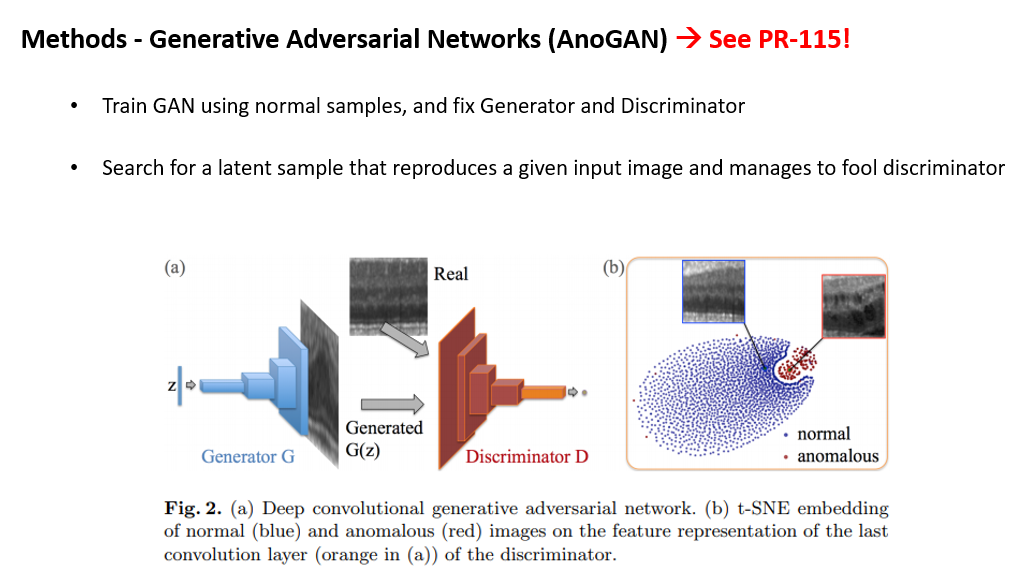 Methods - Generative Adversarial Networks (AnoGAN) → See PR-115!
• Train GAN using normal samples, and fix Generator and Discriminator
• Search for a latent sample that reproduces a given input image and manages to fool discriminator
(a)
Real
z
Generated
G(z)
Generator G
Discriminator D
(b)
• normal
• anomalous
Fig. 2. (a) Deep convolutional generative adversarial network. (b) t-SNE embedding
of normal (blue) and anomalous (red) images on the feature representation of the last
convolution layer (orange in (a)) of the discriminator.